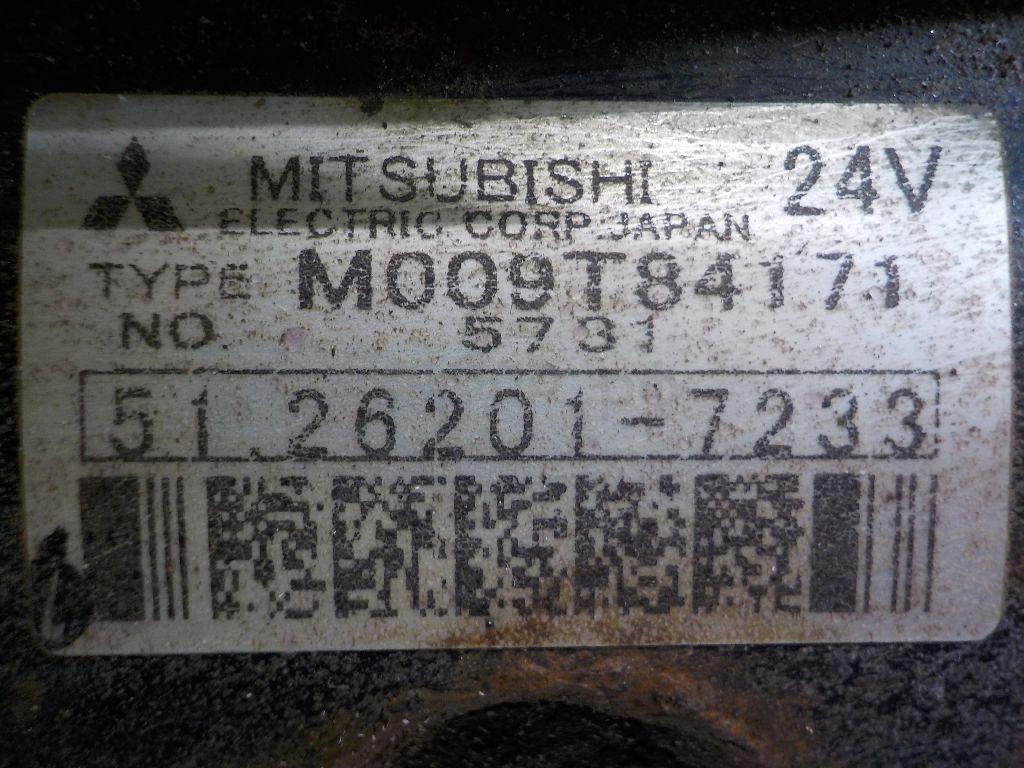 MITSUBISHI 24V
ELECTRIC CORP JAPAN
TYPE M009T84171
NO. 5731
51.26201-7233